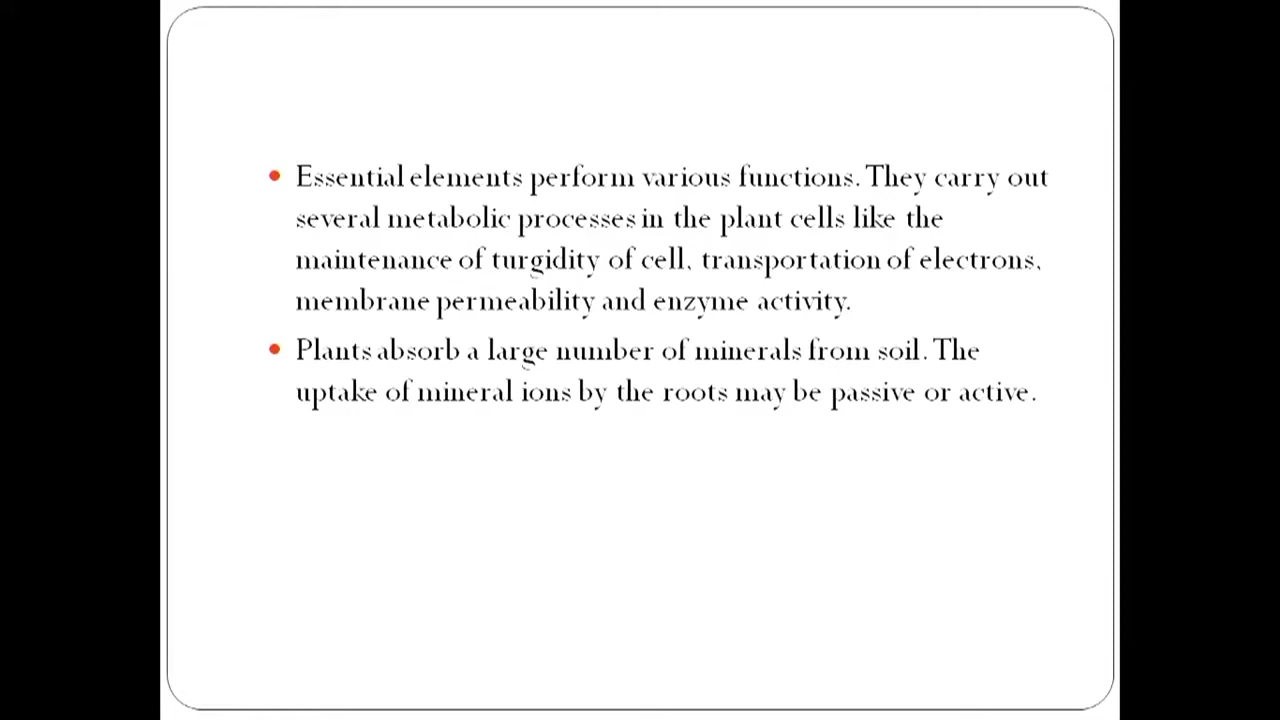 • Essential elements perform various functions. They carry out
several metabolic processes in the plant cells like the
maintenance of turgidity of cell, transportation of electrons,
membrane permeability and enzyme activity.
• Plants absorb a large number of minerals from soil. The
uptake of mineral ions by the roots may be passive or active.